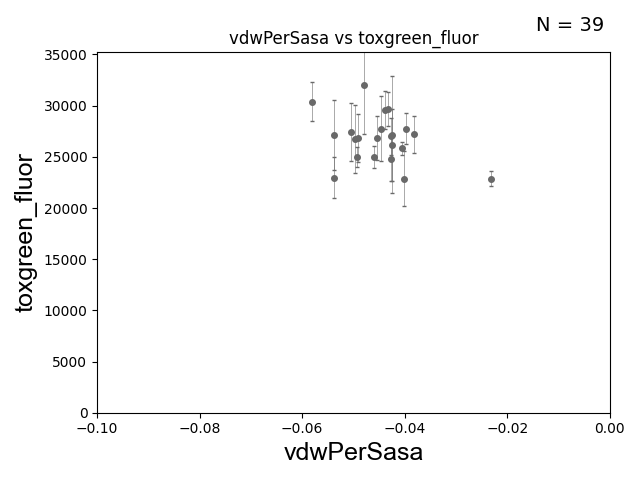 N = 39
vdwPerSasa vs toxgreen_fluor
35000
30000
25000
20000
15000
10000
5000
0
toxgreen_fluor
−0.10 −0.08 −0.06 −0.04 −0.02 0.00
vdwPerSasa